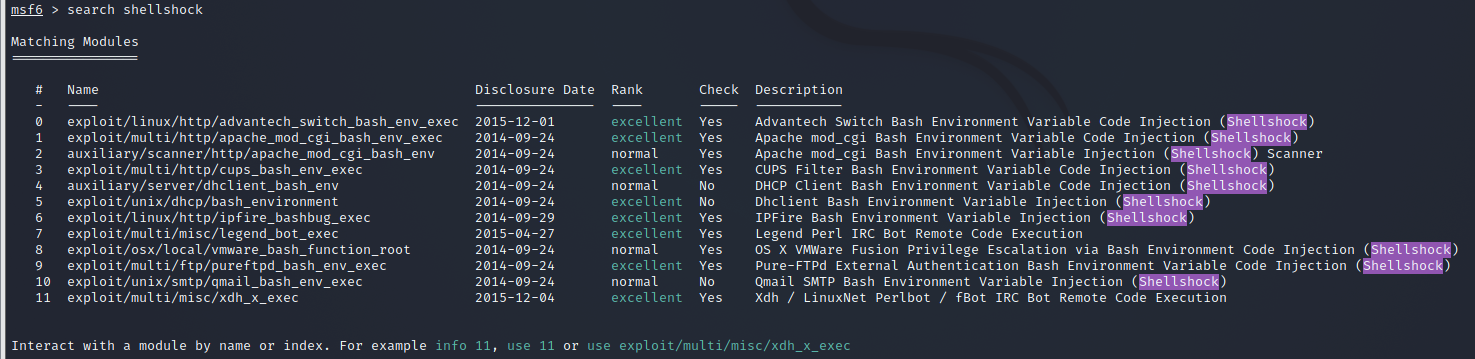 msf6 > search shellshock
Matching Modules
================
# Name Disclosure Date Rank Check Description
- ---- --------------- ---- ----- -----------
0 exploit/linux/http/advantech_switch_bash_env_exec 2015-12-01 excellent Yes Advantech Switch Bash Environment Variable Code Injection (Shellshock)
1 exploit/multi/http/apache_mod_cgi_bash_env_exec 2014-09-24 excellent Yes Apache mod_cgi Bash Environment Variable Code Injection (Shellshock)
2 auxiliary/scanner/http/apache_mod_cgi_bash_env 2014-09-24 normal Yes Apache mod_cgi Bash Environment Variable Injection (Shellshock) Scanner
3 exploit/multi/http/cups_bash_env_exec 2014-09-24 excellent Yes CUPS Filter Bash Environment Variable Code Injection (Shellshock)
4 auxiliary/server/dhclient_bash_env 2014-09-24 normal No DHCP Client Bash Environment Variable Code Injection (Shellshock)
5 exploit/unix/dhcp/bash_environment 2014-09-24 excellent No Dhclient Bash Environment Variable Injection (Shellshock)
6 exploit/linux/http/ipfire_bashbug_exec 2014-09-29 excellent Yes IPFire Bash Environment Variable Injection (Shellshock)
7 exploit/multi/misc/legend_bot_exec 2015-04-27 excellent Yes Legend Perl IRC Bot Remote Code Execution
8 exploit/osx/local/vmware_bash_function_root 2014-09-24 normal Yes OS X VMWare Fusion Privilege Escalation via Bash Environment Code Injection (Shellshock)
9 exploit/multi/ftp/pureftpd_bash_env_exec 2014-09-24 excellent Yes Pure-FTPd External Authentication Bash Environment Variable Code Injection (Shellshock)
10 exploit/unix/smtp/qmail_bash_env_exec 2014-09-24 normal No Qmail SMTP Bash Environment Variable Injection (Shellshock)
11 exploit/multi/misc/xdh_x_exec 2015-12-04 excellent Yes Xdh / LinuxNet Perlbot / fBot IRC Bot Remote Code Execution
Interact with a module by name or index. For example info 11, use 11 or use exploit/multi/misc/xdh_x_exec